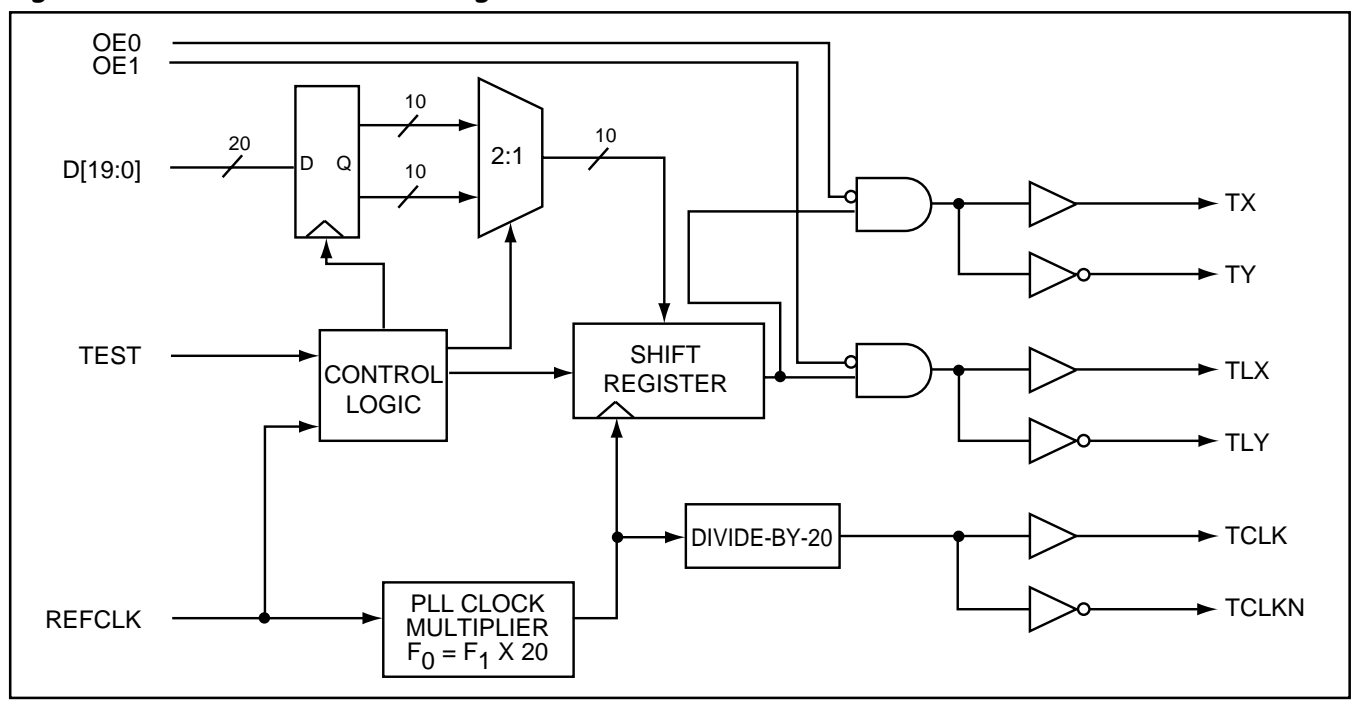 OE0
OE1
10
10
20
D[19:0]
D Q
10
2:1
10
TX
TY
TEST
CONTROL
LOGIC
SHIFT
REGISTER
TLX
TLY
DIVIDE-BY-20
TCLK
REFCLK
PLL CLOCK
MULTIPLIER
F0 = F1 X 20
TCLKN